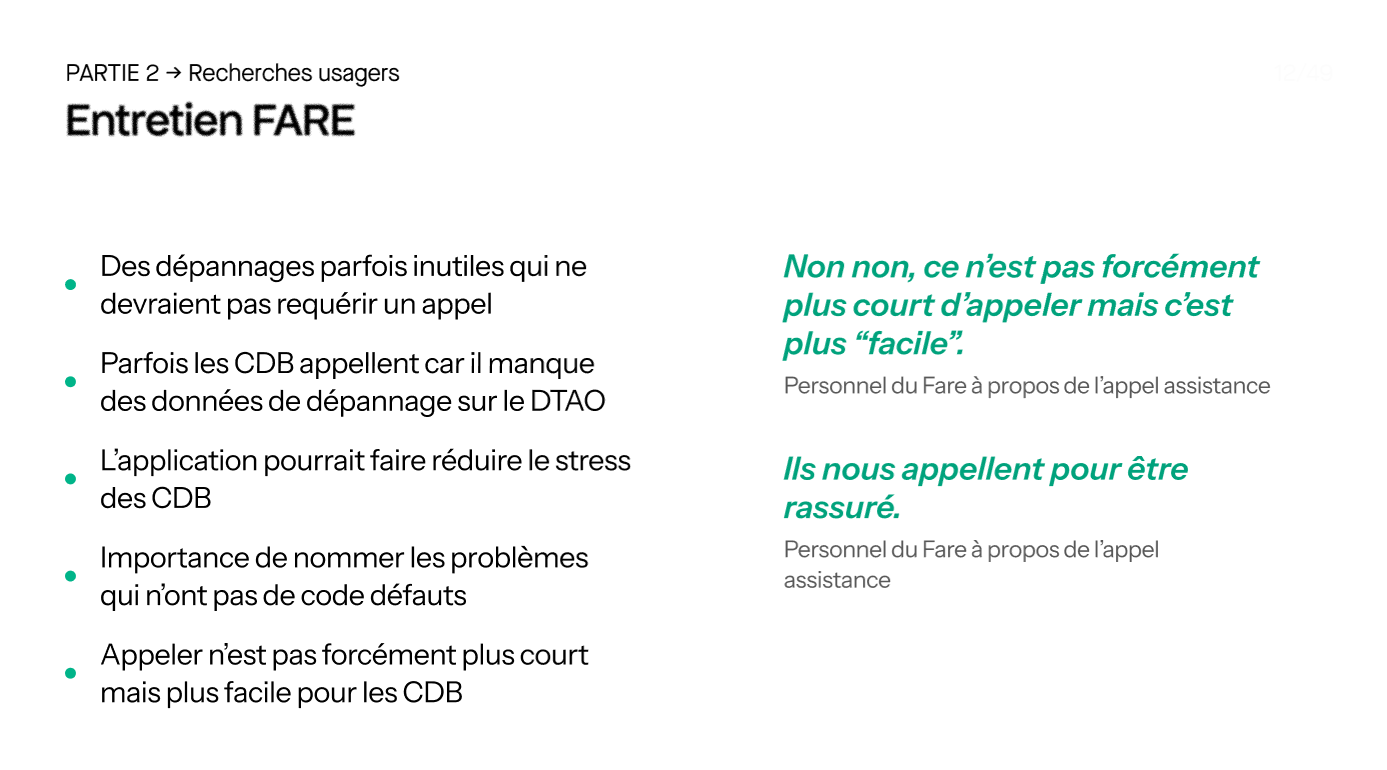 PARTIE 2 → Recherches usagers
Entretien FARE
Des dépannages parfois inutiles qui ne
devraient pas requérir un appel
Parfois les CDB appellent car il manque
des données de dépannage sur le DTAO
L’application pourrait faire réduire le stress
des CDB
Importance de nommer les problèmes
qui n’ont pas de code défauts
Appeler n’est pas forcément plus court
mais plus facile pour les CDB
Non non, ce n’est pas forcément
plus court d’appeler mais c’est
plus “facile”.
Personnel du Fare à propos de l’appel assistance
Ils nous appellent pour être
rassuré.
Personnel du Fare à propos de l’appel
assistance